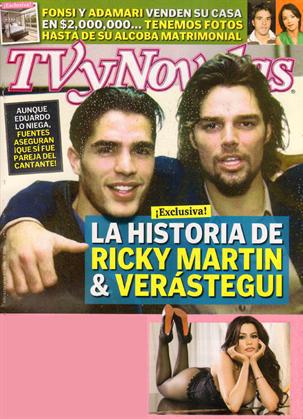 ¡Exclusiva!
FONSI Y ADAMARI VENDEN SU CASA
EN $2,000,000... TENEMOS FOTOS
HASTA DE SU ALCOBA MATRIMONIAL
TVyNovelas
AUNQUE
EDUARDO
LO NIEGA,
FUENTES
ASEGURAN
¡QUE SÍ FUE
PAREJA DEL
CANTANTE!
¡Exclusiva!
LA HISTORIA DE
RICKY MARTIN
& VERÁSTEGUI